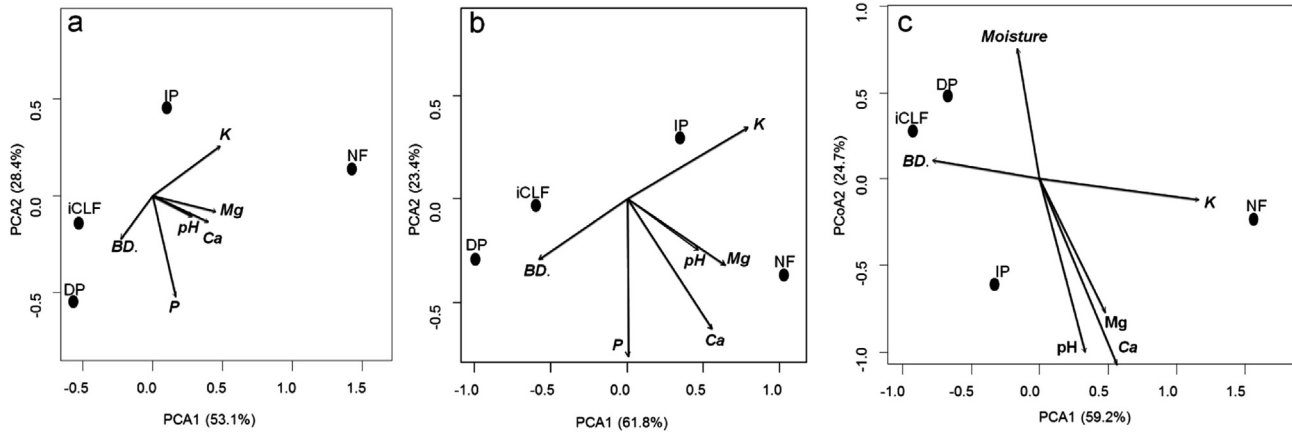 a
IP
K
NF
Mg
pH
Ca
iCLF
BD.
DP
P
PCA2 (28.4%)
0.5
0.0
-0.5
-0.5
0.0
0.5
1.0
1.5
PCA1 (53.1%)
b
IP
K
iCLF
DP
BD.
pH
Mg
NF
P
Ca
PCA2 (23.4%)
0.5
0.0
0.5
-1.0
-0.5
0.0
0.5
1.0
PCA1 (61.8%)
c
Moisture
DP
iCLF
BD.
K
NF
IP
Mg
pH
Ca
PCoA2 (24.7%)
1.0
0.5
0.0
-0.5
-1.0
-1.0
-0.5
0.0
0.5
1.0
1.5
PCA1 (59.2%)